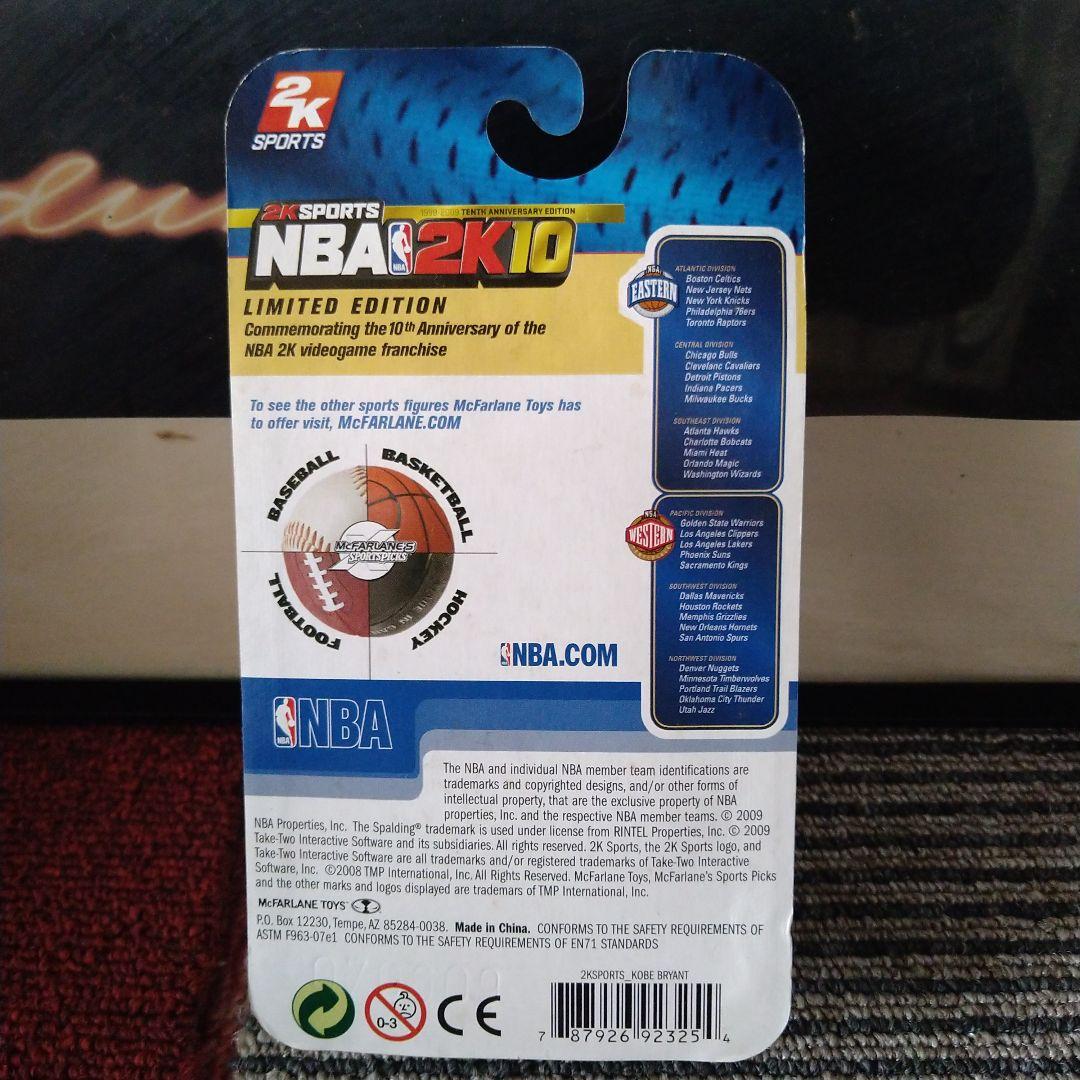 2K
SPORTS
2KSPORTS
1999-2009 TENTH ANNIVERSARY EDITION
NBA 2K10
NBA
LIMITED EDITION
Commemorating the 10th Anniversary of the
NBA 2K videogame franchise
To see the other sports figures McFarlane Toys has
to offer visit, McFARLANE.COM
BASEBALL
BASKETBALL
McFARLANE'S
SPORTSPICKS
FOOTBALL
HOCKEY
NBA.COM
NBA
NBA
NBA
EASTERN
ATLANTIC DIVISION
Boston Celtics
New Jersey Nets
New York Knicks
Philadelphia 76ers
Toronto Raptors
CENTRAL DIVISION
Chicago Bulls
Clevelanc Cavaliers
Detroit Pistons
Indiana Pacers
Milwaukee Bucks
SOUTHEAST DIVISION
Atlanta Hawks
Charlotte Bobcats
Miami Heat
Orlando Magic
Washington Wizards
NBA
WESTERN
PACIFIC DIVISION
Golden State Warriors
Los Angeles Clippers
Los Angeles Lakers
Phoenix Suns
Sacramento Kings
SOUTHWEST DIVISION
Dallas Mavericks
Houston Rockets
Memphis Grizzlies
New Orleans Hornets
San Antonio Spurs
NORTHWEST DIVISION
Denver Nuggets
Minnesota Timberwolves
Portland Trail Blazers
Oklahoma City Thunder
Utah Jazz
The NBA and individual NBA member team identifications are
trademarks and copyrighted designs, and/or other forms of
intellectual property, that are the exclusive property of NBA
properties, Inc. and the respective NBA member teams. © 2009
NBA Properties, Inc. The Spalding® trademark is used under license from RINTEL Properties, Inc. © 2009
Take-Two Interactive Software and its subsidiaries. All rights reserved. 2K Sports, the 2K Sports logo, and
Take-Two Interactive Software are all trademarks and/or registered trademarks of Take-Two Interactive
Software, Inc. ©2008 TMP International, Inc. All Rights Reserved. McFarlane Toys, McFarlane's Sports Picks
and the other marks and logos displayed are trademars of TMP International, Inc.
McFARLANE TOYS™
P.O. Box 12230, Tempe, AZ 85284-0038. Made in China. CONFORMS TO THE SAFETY REQUIREMENTS OF
ASTM F963-07e1 CONFORMS TO THE SAFETY REQUIREMENTS OF EN71 STANDARDS
0-3
CE
2KSPORTS_KOBE BRYANT
7 87926 92325 4